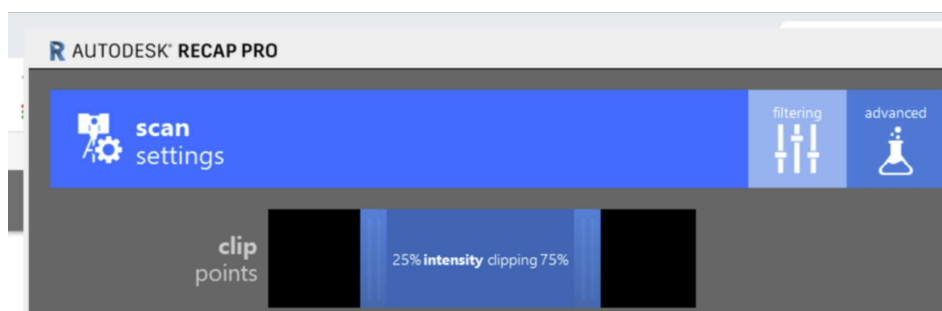 AUTODESK® RECAP PRO
scan
settings
filtering
advanced
clip
points
25% intensity clipping 75%